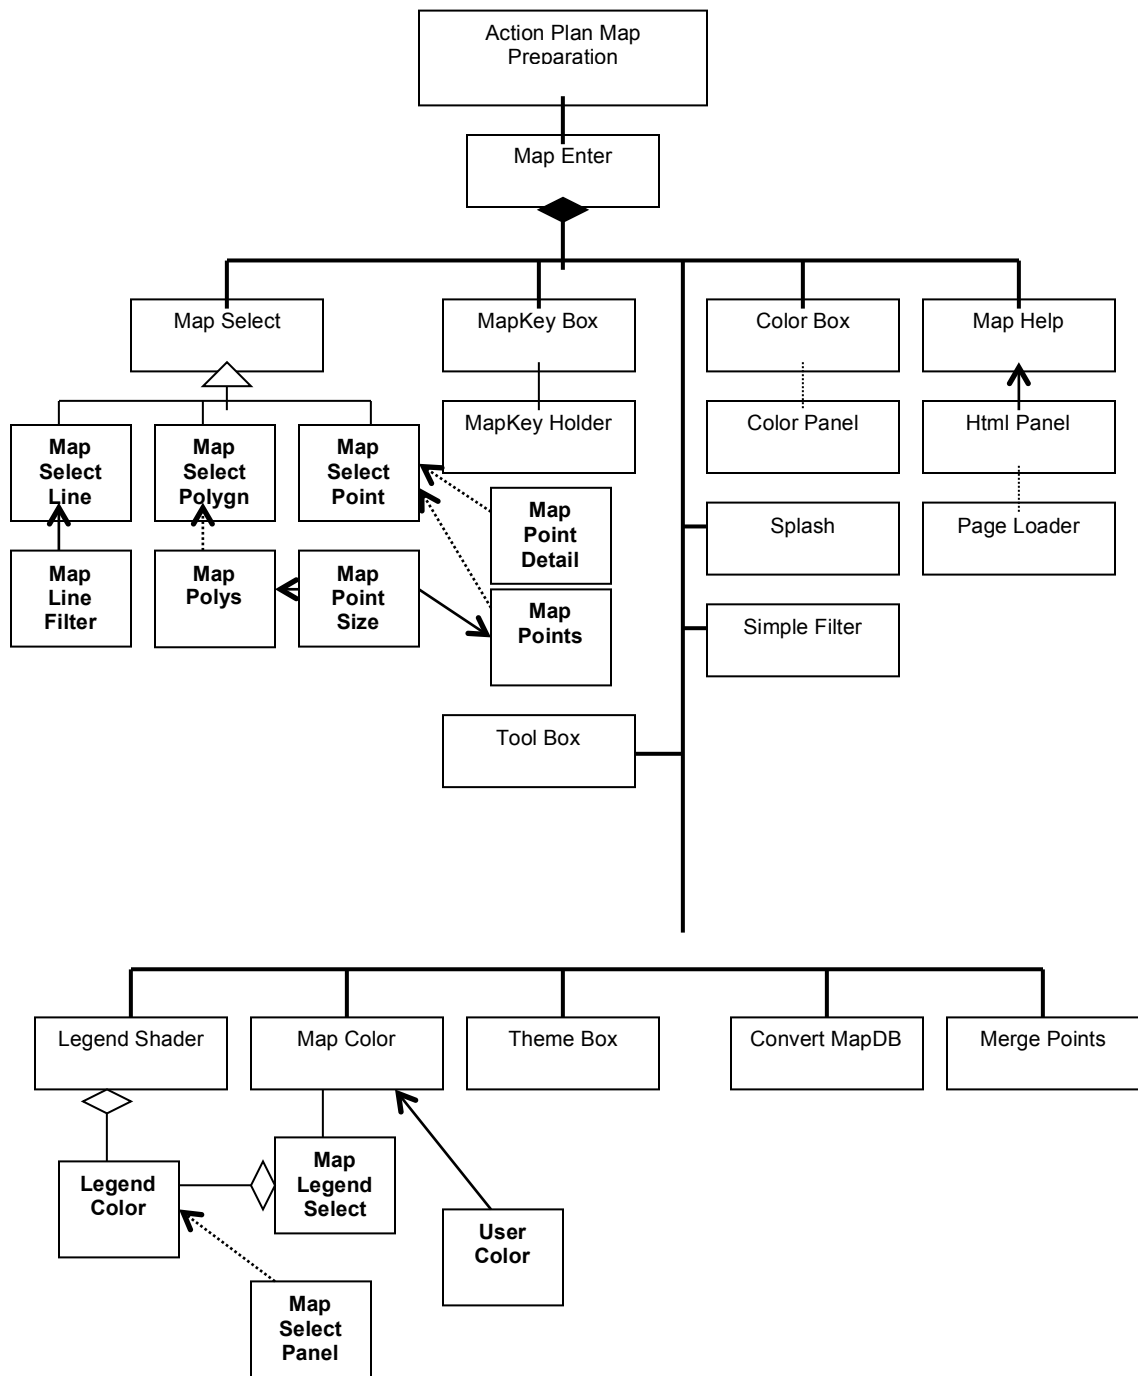 Action Plan Map
Preparation
Map Enter
Map Select
MapKey Box
Color Box
Map Help
MapKey Holder
Color Panel
Html Panel
Map
Select
Line
Map
Select
Polygn
Map
Select
Point
Map
Point
Detail
Splash
Page Loader
Map
Line
Filter
Map
Polys
Map
Point
Size
Map
Points
Simple Filter
Tool Box
Legend Shader
Map Color
Theme Box
Convert MapDB
Merge Points
Legend
Color
Map
Legend
Select
User
Color
Map
Select
Panel